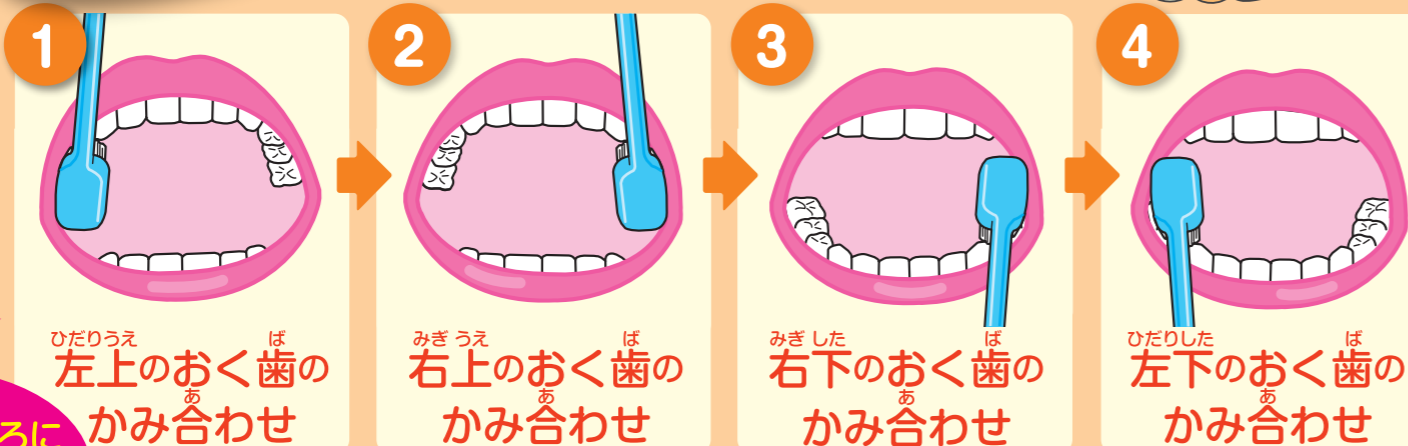 1
2
3
4
ひだりうえ ば
左上のおく歯の
あ
かみ合わせ
みぎ うえ ば
右上のおく歯の
あ
かみ合わせ
みぎ した ば
右下のおく歯の
あ
かみ合わせ
ひだりした ば
左下のおく歯の
あ
かみ合わせ
ろに